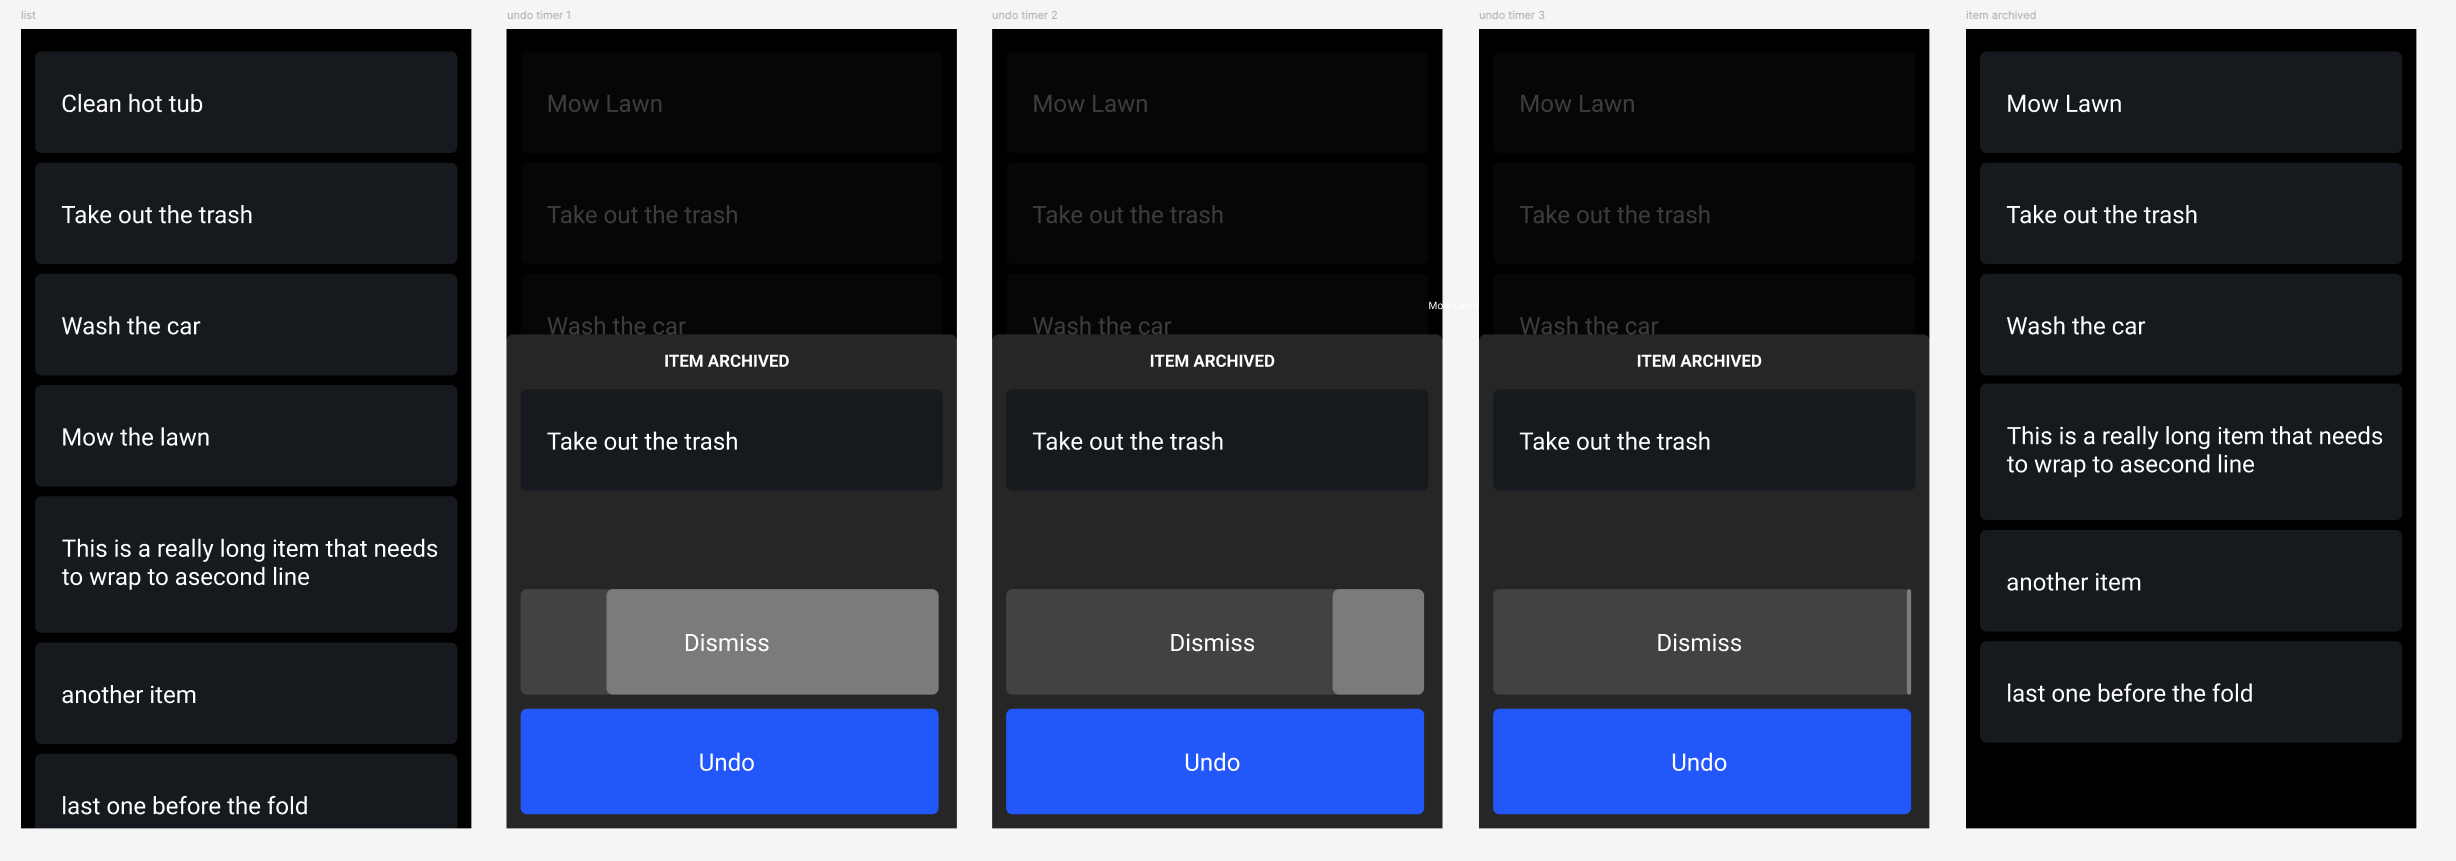 list
Clean hot tub
Take out the trash
Wash the car
Mow the lawn
This is a really long item that needs
to wrap to asecond line
another item
last one before the fold
undo timer 1
Mow Lawn
Take out the trash
Wash the car
ITEM ARCHIVED
Take out the trash
Dismiss
Undo
undo timer 2
Mow Lawn
Take out the trash
Wash the car
ITEM ARCHIVED
Take out the trash
Dismiss
Undo
undo timer 3
Mow Lawn
Take out the trash
Wash the car
ITEM ARCHIVED
Take out the trash
Dismiss
Undo
item archived
Mow Lawn
Take out the trash
Wash the car
This is a really long item that needs
to wrap to asecond line
another item
last one before the fold